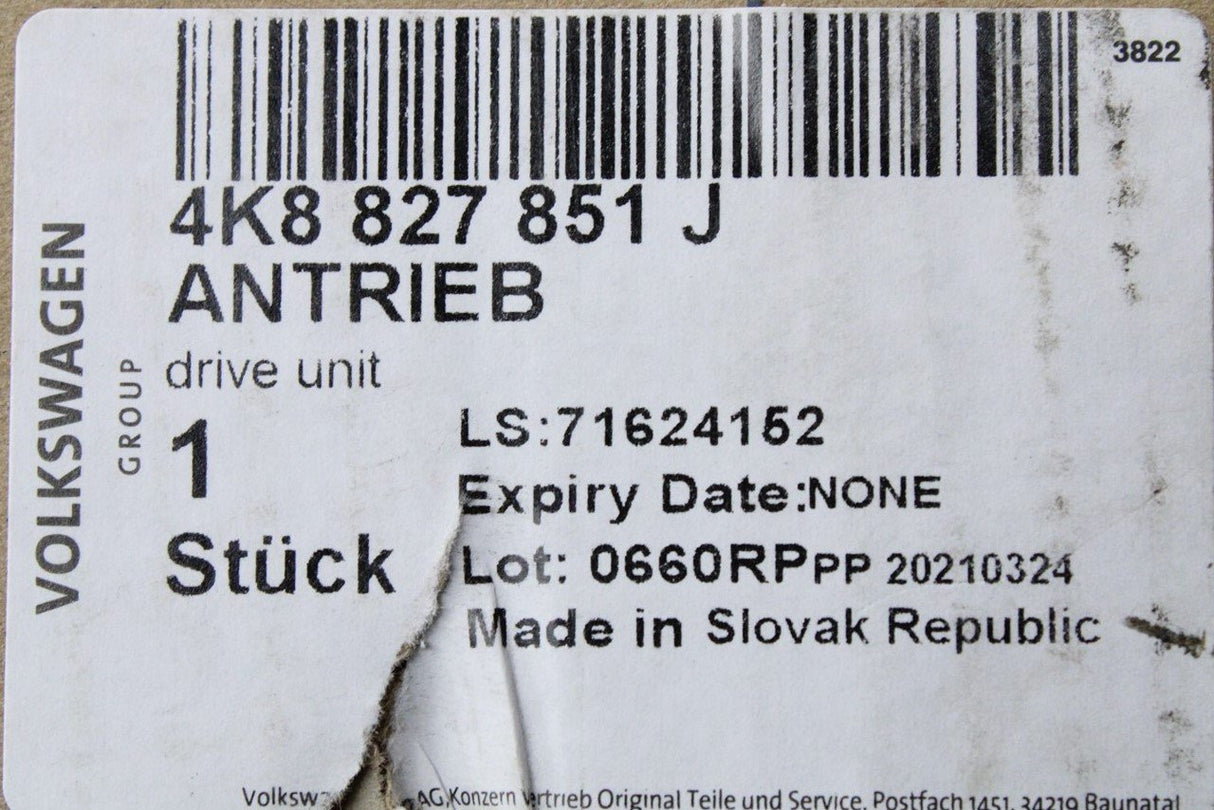 3822
4K8 827 851 J
ANTRIEB
drive unit
1
Stück
LS:71624152
Expiry Date:NONE
Lot: 0660RPPP 20210324
Made in Slovak Republic
VOLKSWAGEN
GROUP
AG,Konzern Vertrieb Original Teile und Service, Postfach 1451, 34219 Baunatal